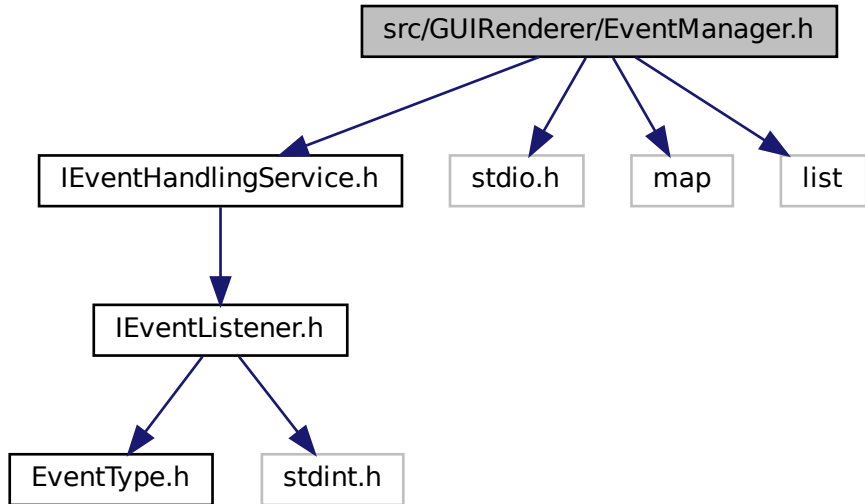 src/GUIRenderer/EventManager.h
IEventHandlingService.h
stdio.h
map
list
IEventListener.h
EventType.h
stdint.h